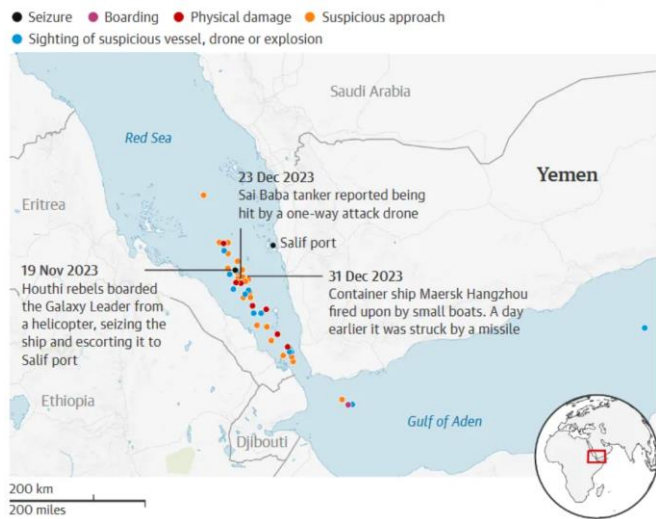 Seizure Boarding Physical damage Suspicious approach
Sighting of suspicious vessel, drone or explosion
Saudi Arabia
Red Sea
Yemen
23 Dec 2023
Sai Baba tanker reported being
hit by a one-way attack drone
Eritrea
Salif port
19 Nov 2023
Houthi rebels boarded
the Galaxy Leader from
a helicopter, seizing the
ship and escorting it to
Salif port
31 Dec 2023
Container ship Maersk Hangzhou
fired upon by small boats. A day
earlier it was struck by a missile
Ethiopia
Gulf of Aden
Djibouti
200 km
200 miles